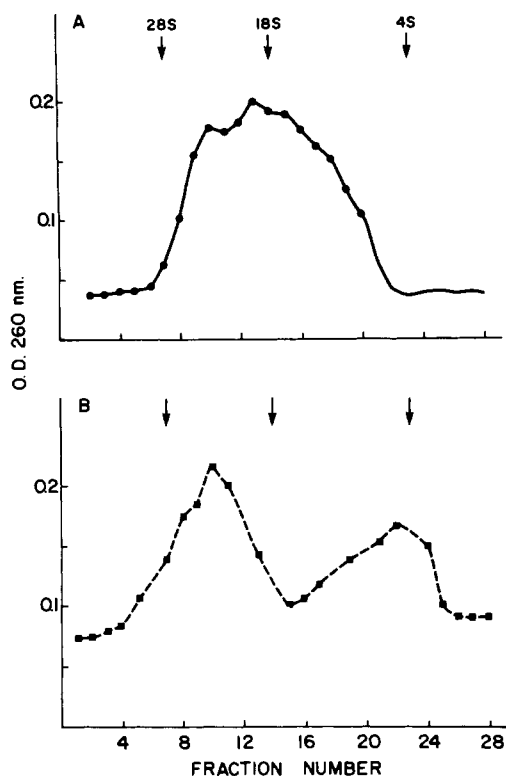 A
28S 18S 4S
0.2
0.1
O.D. 260 nm.
B
0.2
0.1
4 8 12 16 20 24 28
FRACTION NUMBER